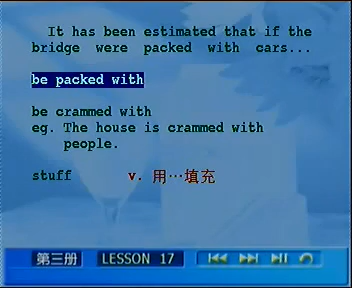 It has been estimated that if the
bridge were packed with cars...
be packed with
be crammed with
eg. The house is crammed with
people.
stuff v. 用…填充
第三册 LESSON 17